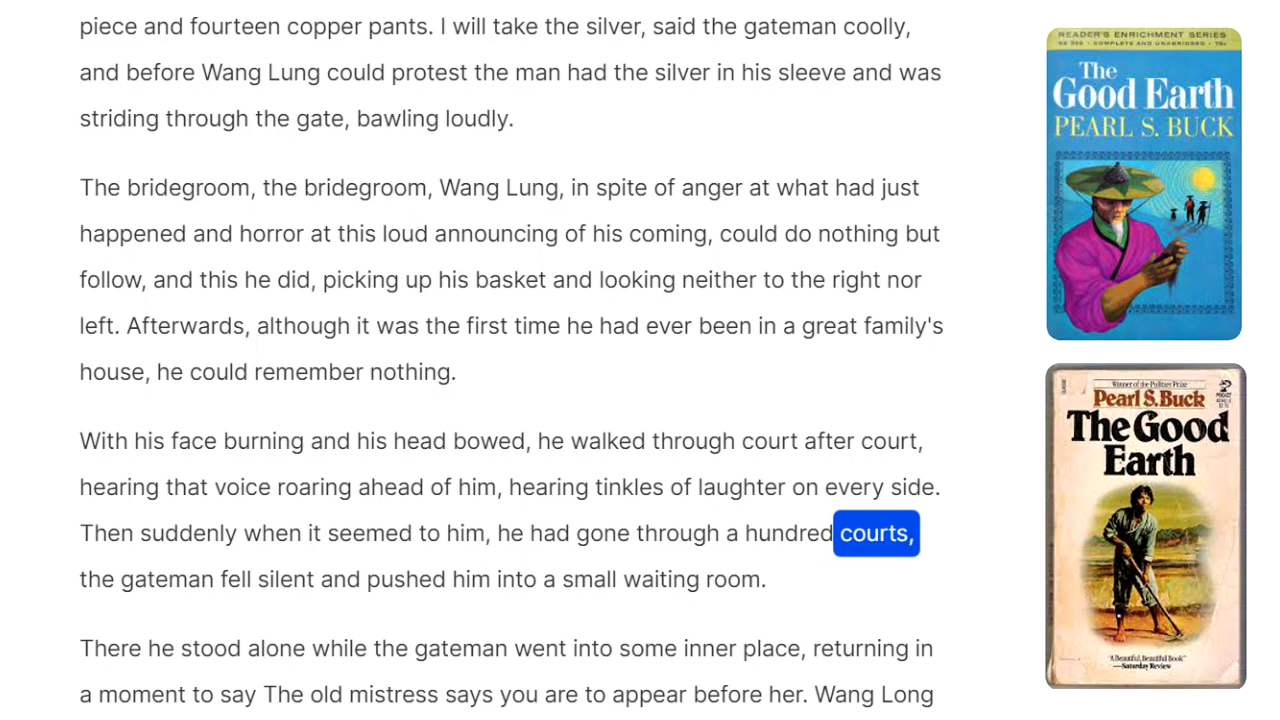 piece and fourteen copper pants. I will take the silver, said the gateman coolly,
and before Wang Lung could protest the man had the silver in his sleeve and was
striding through the gate, bawling loudly.
The bridegroom, the bridegroom, Wang Lung, in spite of anger at what had just
happened and horror at this loud announcing of his coming, could do nothing but
follow, and this he did, picking up his basket and looking neither to the right nor
left. Afterwards, although it was the first time he had ever been in a great family's
house, he could remember nothing.
With his face burning and his head bowed, he walked through court after court,
hearing that voice roaring ahead of him, hearing tinkles of laughter on every side.
Then suddenly when it seemed to him, he had gone through a hundred courts,
the gateman fell silent and pushed him into a small waiting room.
There he stood alone while the gateman went into some inner place, returning in
a moment to say The old mistress says you are to appear before her. Wang Long
READER'S ENRICHMENT SERIES
COMPLETE AND UNABRIDGED
The
Good Earth
PEARL S. BUCK
Winner of the Pulitzer Prize
Pearl S. Buck
The Good
Earth
"A Beautiful, Beautiful Book"
—Saturday Review